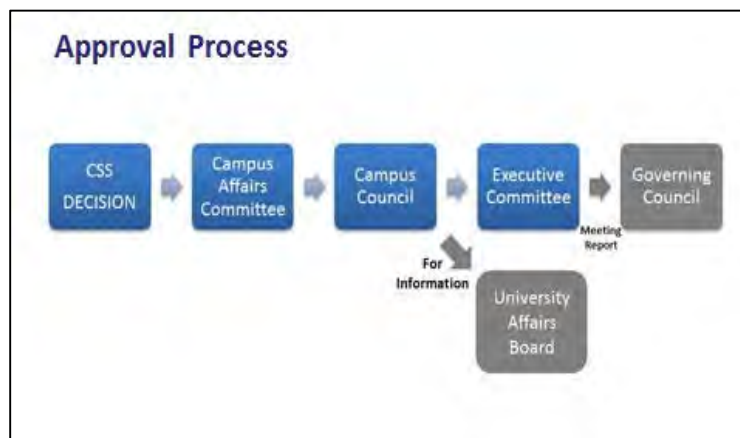 Approval Process
CSS
DECISION
Campus
Affairs
Committee
Campus
Council
Executive
Committee
Meeting
Report
Governing
Council
For
Information
University
Affairs
Board